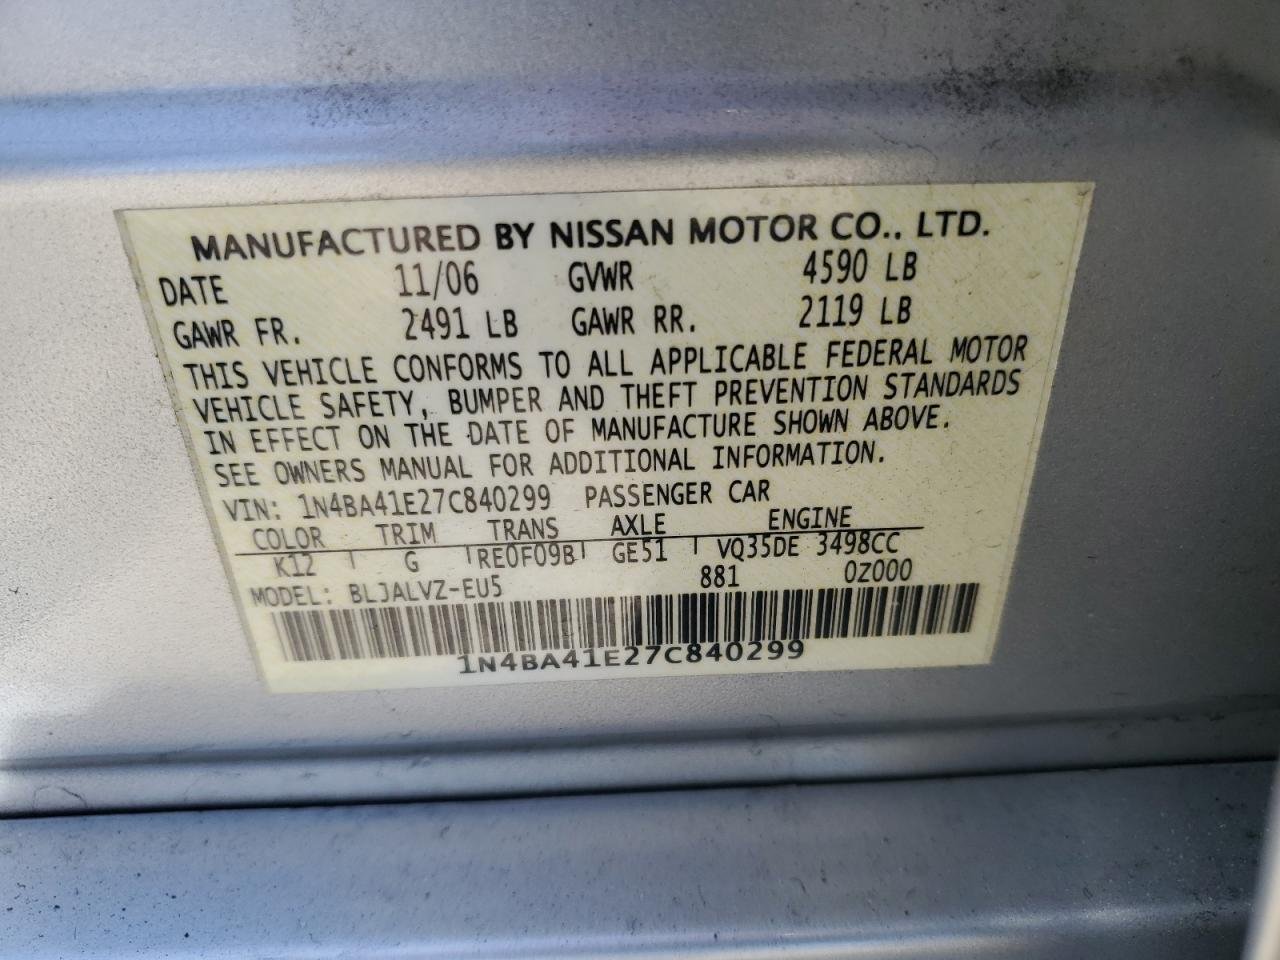 MANUFACTURED BY NISSAN MOTOR CO., LTD.
DATE 11/06 GVWR 4590 LB
GAWR FR. 2491 LB GAWR RR. 2119 LB
THIS VEHICLE CONFORMS TO ALL APPLICABLE FEDERAL MOTOR
VEHICLE SAFETY, BUMPER AND THEFT PREVENTION STANDARDS
IN EFFECT ON THE DATE OF MANUFACTURE SHOWN ABOVE.
SEE OWNERS MANUAL FOR ADDITIONAL INFORMATION.
VIN: 1N4BA41E27C840299 PASSENGER CAR
COLOR TRIM TRANS AXLE ENGINE
K12 G RE0F09B GE51 VQ35DE 3498CC
MODEL: BLJALVZ-EU5 881 0Z000
1N4BA41E27C840299